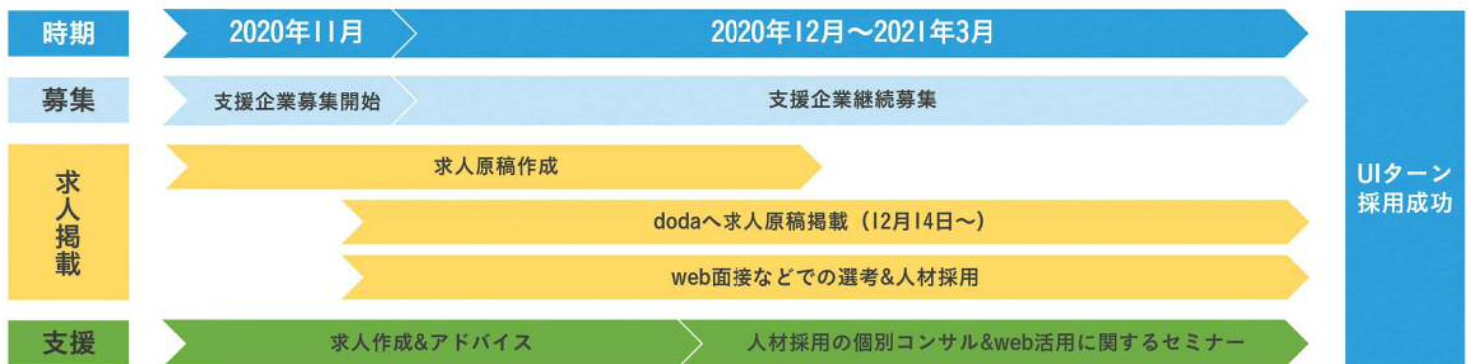 時期
2020年11月
2020年12月〜2021年3月
募集
支援企業募集開始
支援企業継続募集
求人掲載
求人原稿作成
dodaへ求人原稿掲載（12月14日〜）
web面接などでの選考&人材採用
支援
求人作成&アドバイス
人材採用の個別コンサル&web活用に関するセミナー
UIターン
採用成功